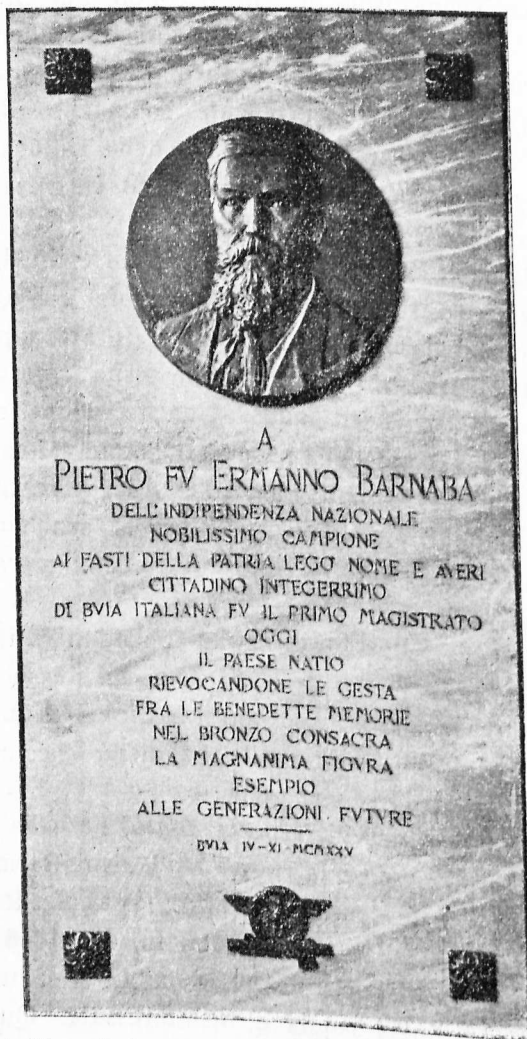 A
PIETRO FV ERMANNO BARNABA
DELL'INDIPENDENZA NAZIONALE
NOBILISSIMO CAMPIONE
AI FASTI DELLA PATRIA LEGO' NOME E AVERI
CITTADINO INTEGERRIMO
DI BVIA ITALIANA FV IL PRIMO MAGISTRATO
OGGI
IL PAESE NATIO
RIEVOCANDONE LE GESTA
FRA LE BENEDETTE MEMORIE
NEL BRONZO CONSACRA
LA MAGNANIMA FIGVRA
ESEMPIO
ALLE GENERAZIONI FVTVRE
BVIA IV-XI-MCMXXV